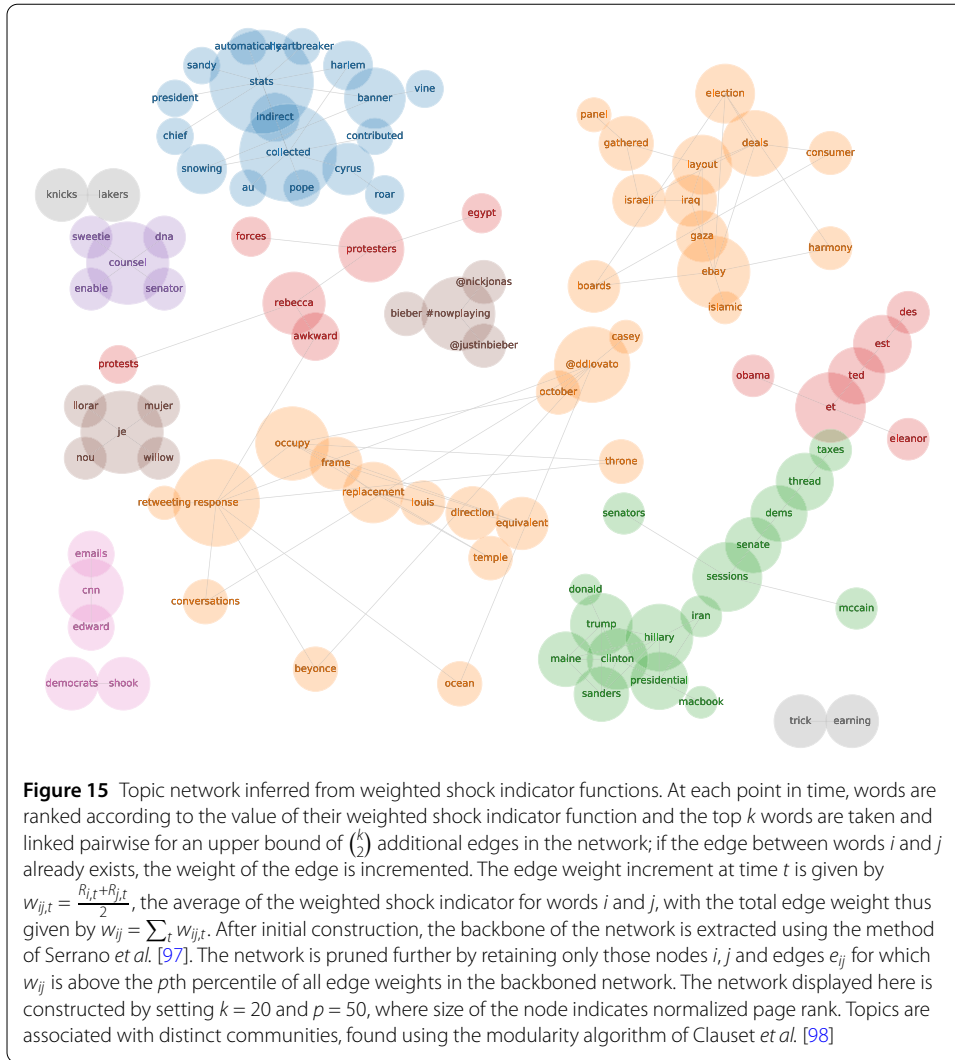 automatically
heartbreaker
sandy
harlem
stats
president
banner
vine
indirect
chief
contributed
collected
snowing
cyrus
au
pope
roar
election
panel
gathered
deals
consumer
layout
israeli
iraq
gaza
harmony
ebay
boards
islamic
knicks
lakers
sweetie
dna
counsel
enable
senator
egypt
forces
protesters
rebecca
awkward
protests
@nickjonas
bieber
#nowplaying
@justinbieber
casey
@ddlovato
october
des
est
ted
obama
et
eleanor
llorar
mujer
je
nou
willow
occupy
frame
throne
replacement
retweeting
response
louis
direction
equivalent
temple
conversations
beyonce
ocean
taxes
thread
dems
senators
senate
sessions
mccain
donald
iran
trump
hillary
maine
clinton
presidential
sanders
macbook
emails
cnn
edward
democrats
shook
trick
earning
Figure 15 Topic network inferred from weighted shock indicator functions. At each point in time, words are
ranked according to the value of their weighted shock indicator function and the top k words are taken and
linked pairwise for an upper bound of (k 2) additional edges in the network; if the edge between words i and j
already exists, the weight of the edge is incremented. The edge weight increment at time t is given by
w_{ij,t} = \frac{R_{i,t}+R_{j,t}}{2}, the average of the weighted shock indicator for words i and j, with the total edge weight thus
given by w_{ij} = ∑_t w_{ij,t}. After initial construction, the backbone of the network is extracted using the method
of Serrano et al. [97]. The network is pruned further by retaining only those nodes i, j and edges e_{ij} for which
w_{ij} is above the pth percentile of all edge weights in the backboned network. The network displayed here is
constructed by setting k = 20 and p = 50, where size of the node indicates normalized page rank. Topics are
associated with distinct communities, found using the modularity algorithm of Clauset et al. [98]